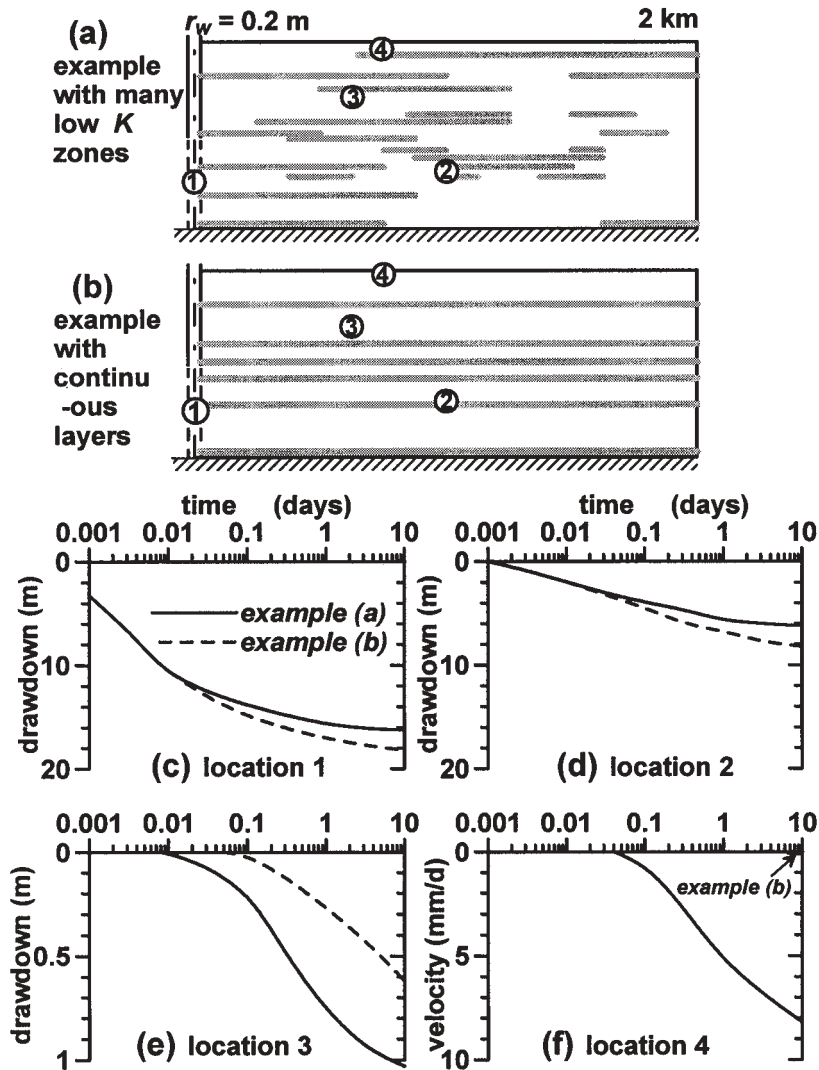 (a)
example
with many
low K
zones
r_w = 0.2 m
2 km
4
3
2
1
(b)
example
with
continu
-ous
layers
4
3
2
1
time (days)
0.001 0.01 0.1 1 10
0
10
20
drawdown (m)
example (a)
example (b)
(c) location 1
time (days)
0.001 0.01 0.1 1 10
0
10
20
drawdown (m)
(d) location 2
0.001 0.01 0.1 1 10
0
0.5
1
drawdown (m)
(e) location 3
0.001 0.01 0.1 1 10
0
5
10
velocity (mm/d)
example (b)
(f) location 4